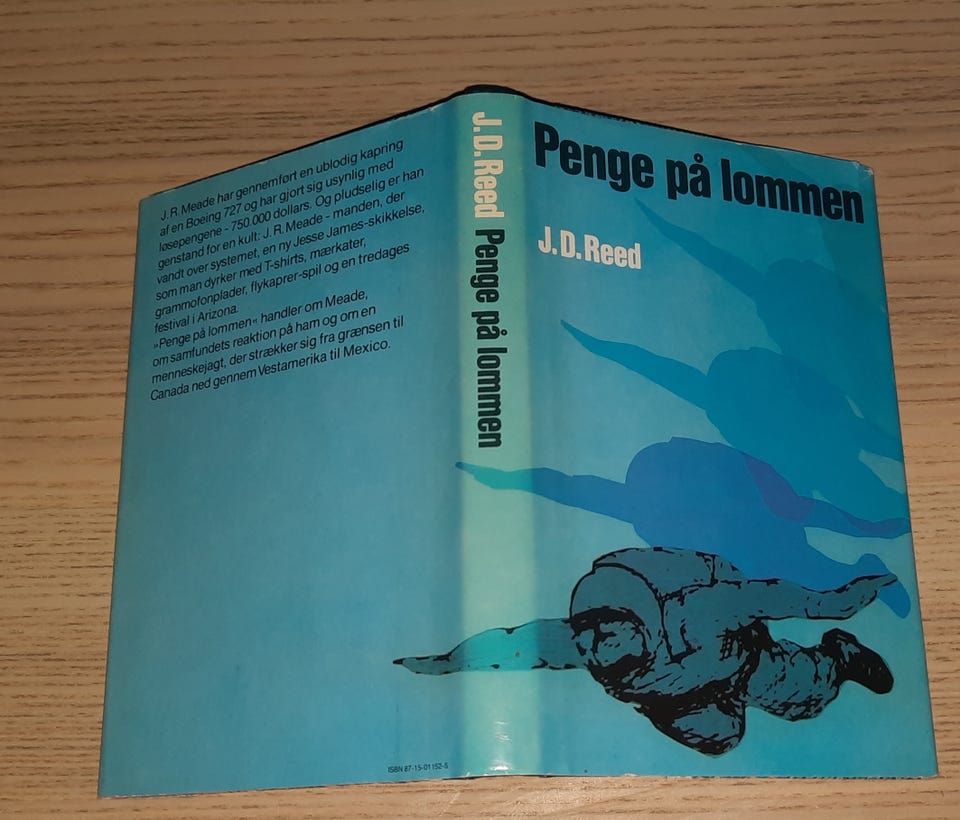 J. R. Meade har gennemført en ublodig kapring
af en Boeing 727 og har gjort sig usynlig med
løsepengene - 750.000 dollars. Og pludselig er han
genstand for en kult: J. R. Meade - manden, der
vandt over systemet, en ny Jesse James-skikkelse,
som man dyrker med T-shirts, mærkater,
grammofonplader, flykaprer-spil og en tredages
festival i Arizona.
»Penge på lommen« handler om Meade,
om samfundets reaktion på ham og om en
menneskejagt, der strækker sig fra grænsen til
Canada ned gennem Vestamerika til Mexico.
ISBN 87-15-01152-6
J. D. Reed Penge på lommen
Penge på lommen
J. D. Reed